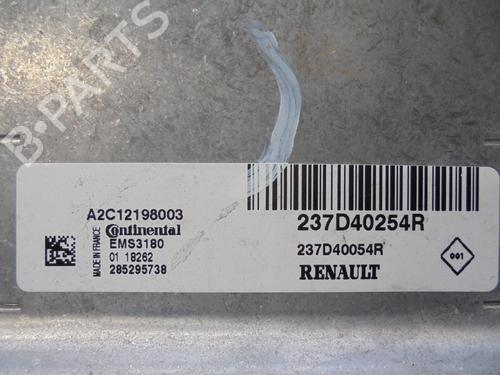 B-PARTS
A2C12198003
MADE IN FRANCE
Continental
EMS3180
01 18262
285295738
237D40254R
237D40054R
RENAULT
001